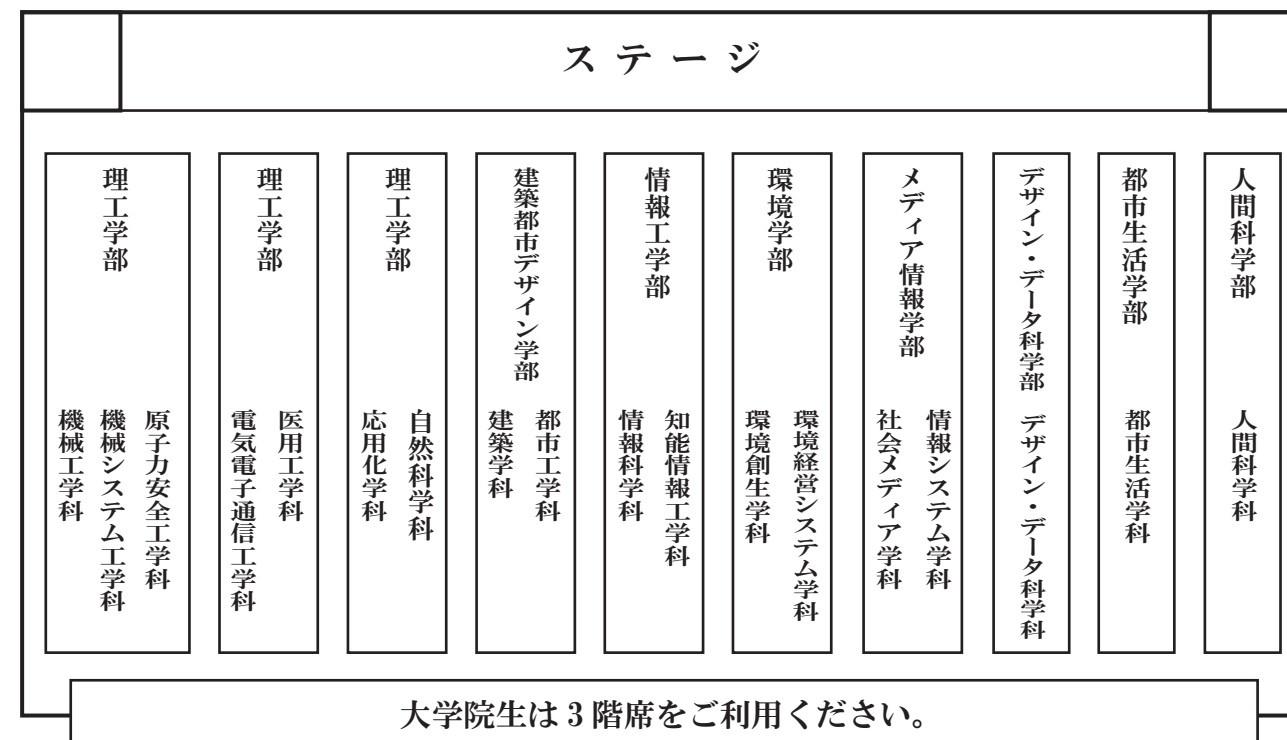 ステージ
理工学部
原子力安全工学科
機械システム工学科
機械工学科
理工学部
医用工学科
電気電子通信工学科
理工学部
自然科学科
応用化学科
建築都市デザイン学部
都市工学科
建築学科
情報工学部
知能情報工学科
情報科学科
環境学部
環境経営システム学科
環境創生学科
メディア情報学部
情報システム学科
社会メディア学科
デザイン・データ科学部
デザイン・データ科学科
都市生活学部
都市生活学科
人間科学部
人間科学科
大学院生は3階席をご利用ください。